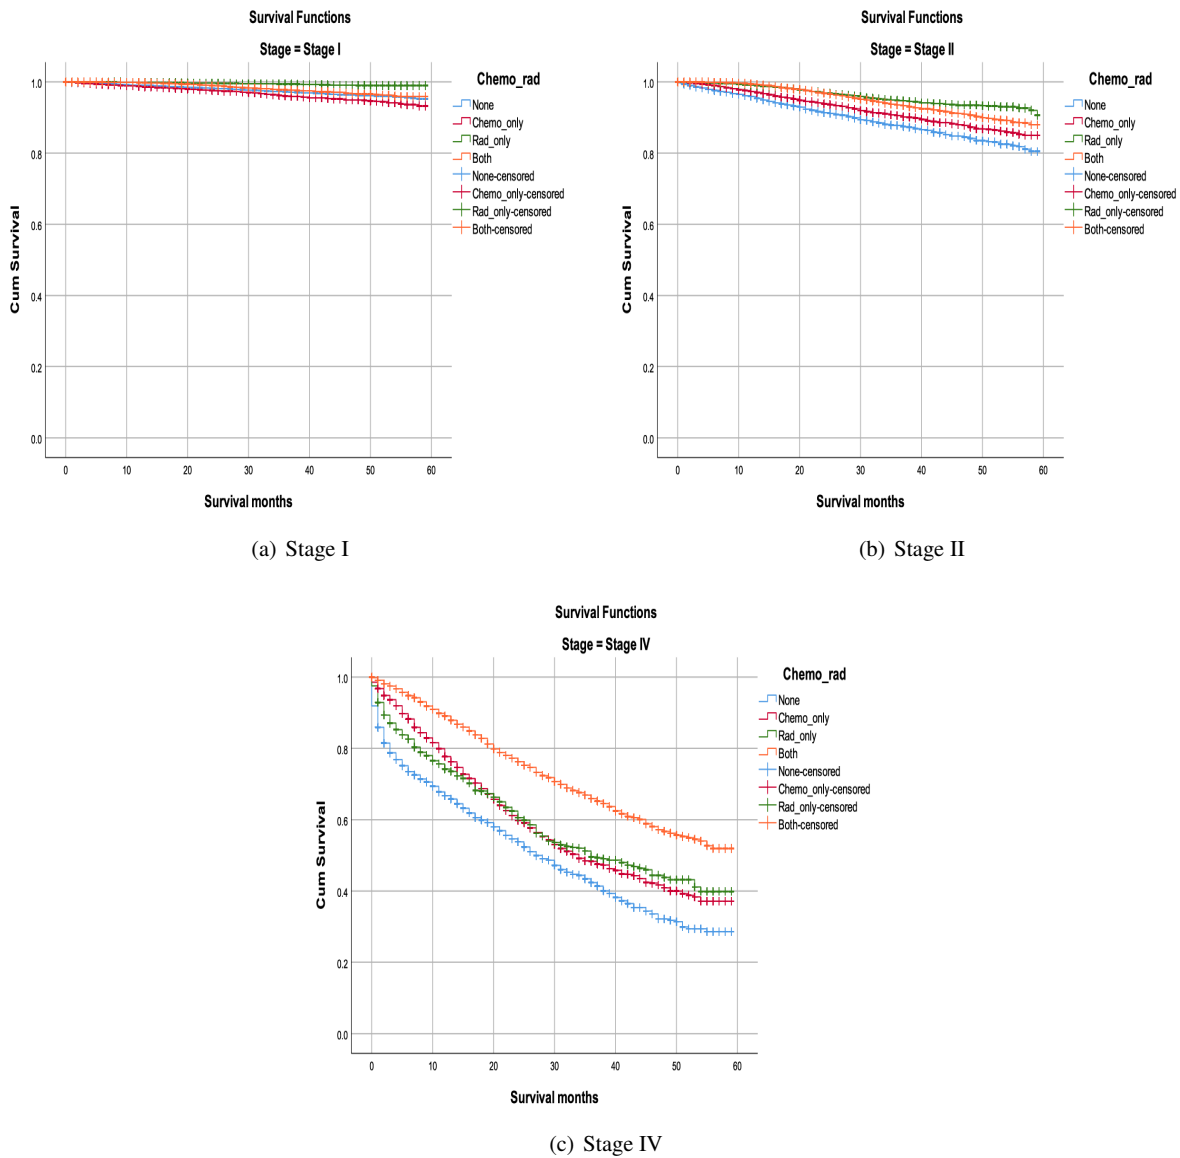 Survival Functions
Stage = Stage I
Cum Survival
1.0
0.8
0.6
0.4
0.2
0.0
0 10 20 30 40 50 60
Survival months
Chemo_rad
None
Chemo_only
Rad_only
Both
None-censored
Chemo_only-censored
Rad_only-censored
Both-censored
(a) Stage I
Survival Functions
Stage = Stage II
Cum Survival
1.0
0.8
0.6
0.4
0.2
0.0
0 10 20 30 40 50 60
Survival months
Chemo_rad
None
Chemo_only
Rad_only
Both
None-censored
Chemo_only-censored
Rad_only-censored
Both-censored
(b) Stage II
Survival Functions
Stage = Stage IV
Cum Survival
1.0
0.8
0.6
0.4
0.2
0.0
0 10 20 30 40 50 60
Survival months
Chemo_rad
None
Chemo_only
Rad_only
Both
None-censored
Chemo_only-censored
Rad_only-censored
Both-censored
(c) Stage IV